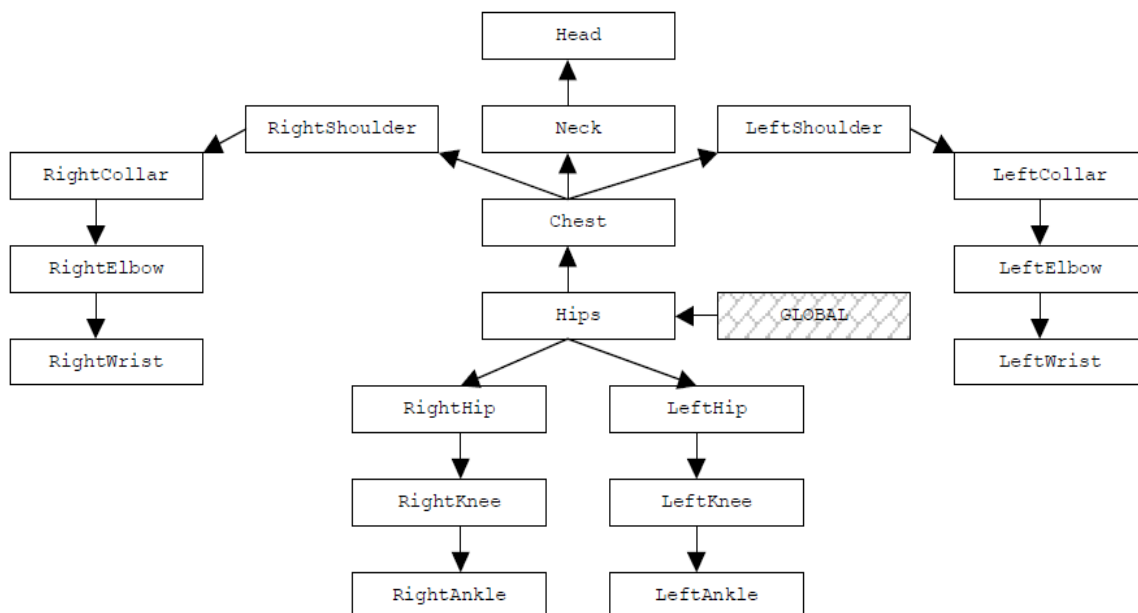 Head
RightShoulder
Neck
LeftShoulder
RightCollar
LeftCollar
Chest
RightElbow
LeftElbow
Hips
GLOBAL
RightWrist
LeftWrist
RightHip
LeftHip
RightKnee
LeftKnee
RightAnkle
LeftAnkle